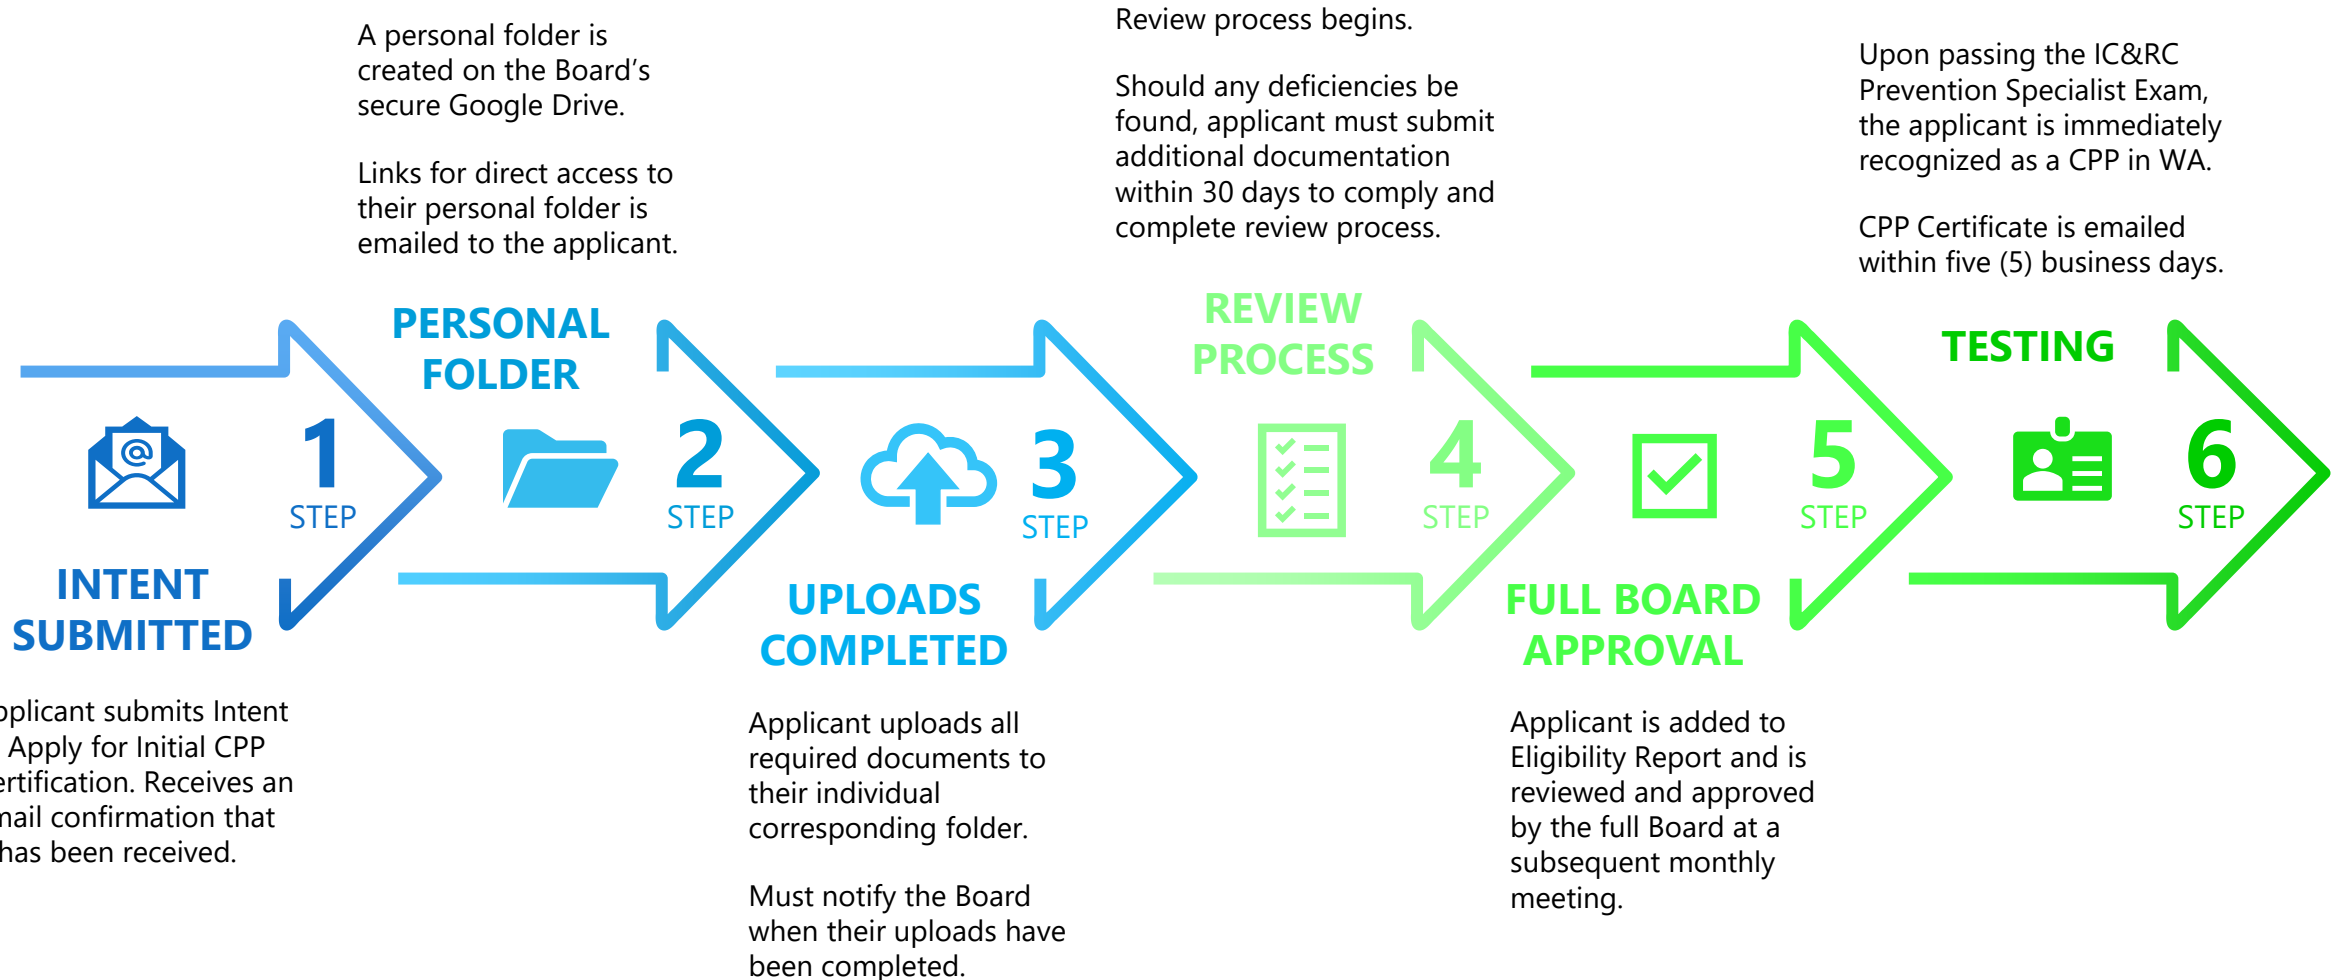 INTENT
SUBMITTED
1
STEP
submits Intent
Apply for Initial CPP
Receives an
confirmation that
has been received.
A personal folder is
created on the Board's
secure Google Drive.
Links for direct access to
their personal folder is
emailed to the applicant.
PERSONAL
FOLDER
2
STEP
3
STEP
UPLOADS
COMPLETED
Applicant uploads all
required documents to
their individual
corresponding folder.
Must notify the Board
when their uploads have
been completed.
Review process begins.
Should any deficiencies be
found, applicant must submit
additional documentation
within 30 days to comply and
complete review process.
REVIEW
PROCESS
4
STEP
5
STEP
FULL BOARD
APPROVAL
Applicant is added to
Eligibility Report and is
reviewed and approved
by the full Board at a
subsequent monthly
meeting.
Upon passing the IC&RC
Prevention Specialist Exam,
the applicant is immediately
recognized as a CPP in WA.
CPP Certificate is emailed
within five (5) business days.
TESTING
6
STEP